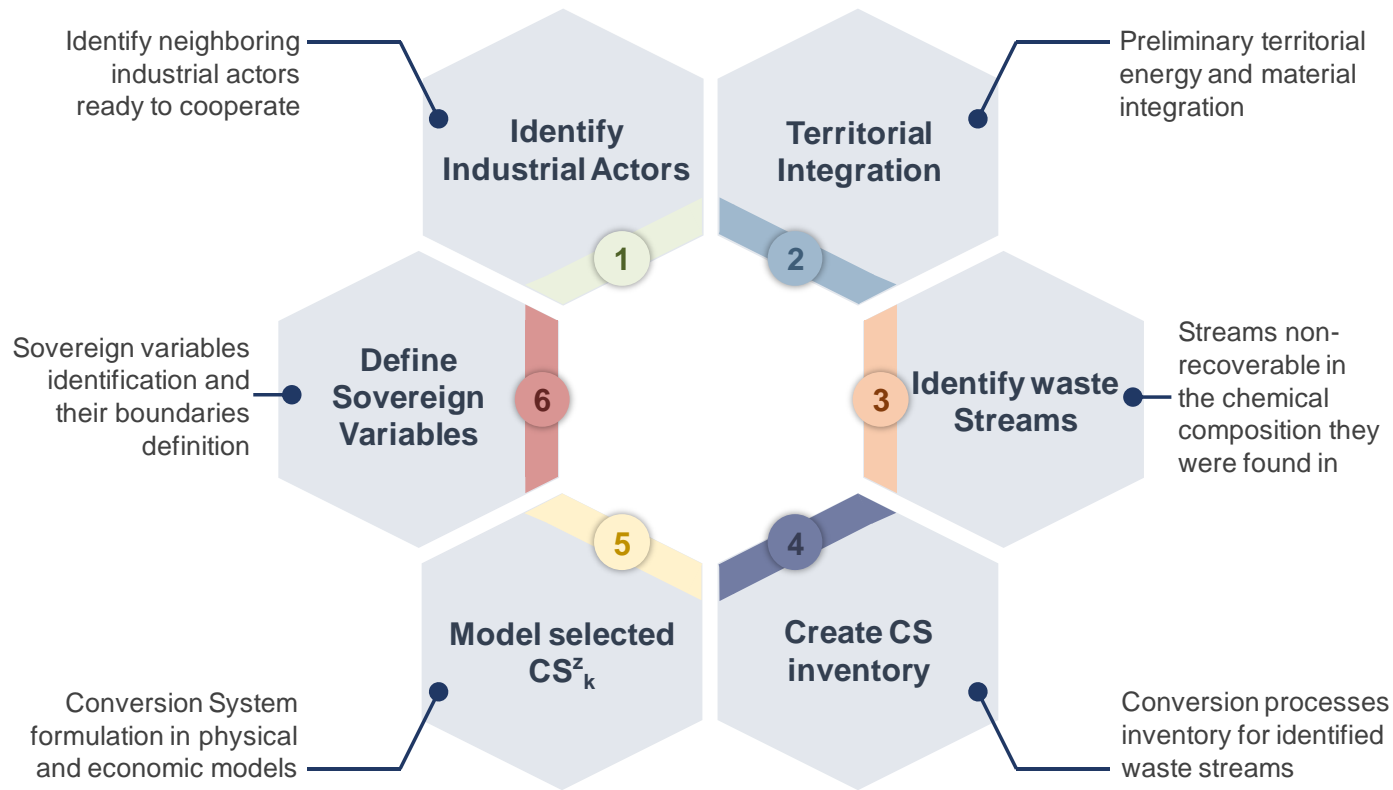 Identify neighboring
industrial actors
ready to cooperate
Identify
Industrial Actors
1
Territorial
Integration
2
Preliminary territorial
energy and material
integration
Identify waste
Streams
3
Streams non-
recoverable in
the chemical
composition they
were found in
Create CS
inventory
4
Conversion processes
inventory for identified
waste streams
Model selected
CS^z_k
5
Conversion System
formulation in physical
and economic models
Define
Sovereign
Variables
6
Sovereign variables
identification and
their boundaries
definition